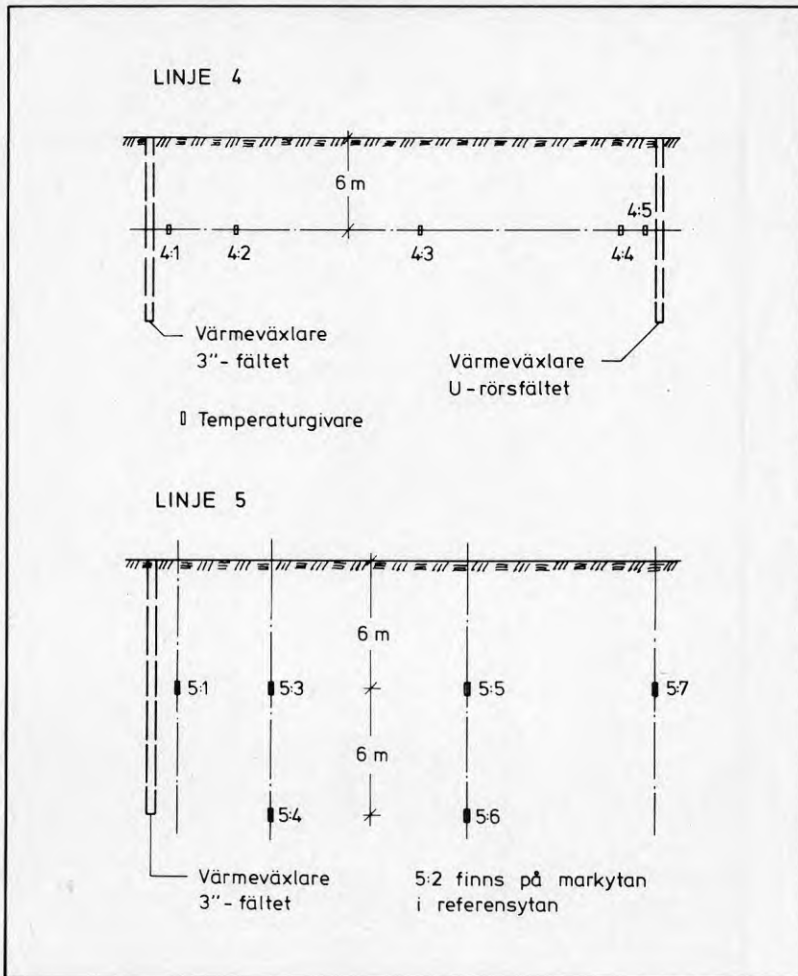 LINJE 4
6 m
4:5
4:1
4:2
4:3
4:4
Värmeväxlare
3"- fältet
Värmeväxlare
U-rörsfältet
Temperaturgivare
LINJE 5
6 m
5:1
5:3
5:5
5:7
6 m
5:4
5:6
Värmeväxlare
3"- fältet
5:2 finns på markytan
i referensytan